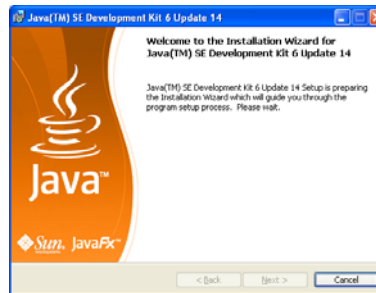 Java(TM) SE Development Kit 6 Update 14
Welcome to the Installation Wizard for
Java(TM) SE Development Kit 6 Update 14
Java(TM) SE Development Kit 6 Update 14 Setup is preparing
the Installation Wizard which will guide you through the
program setup process. Please wait.
Java™
Sun. JavaFX™
< Back
Next >
Cancel